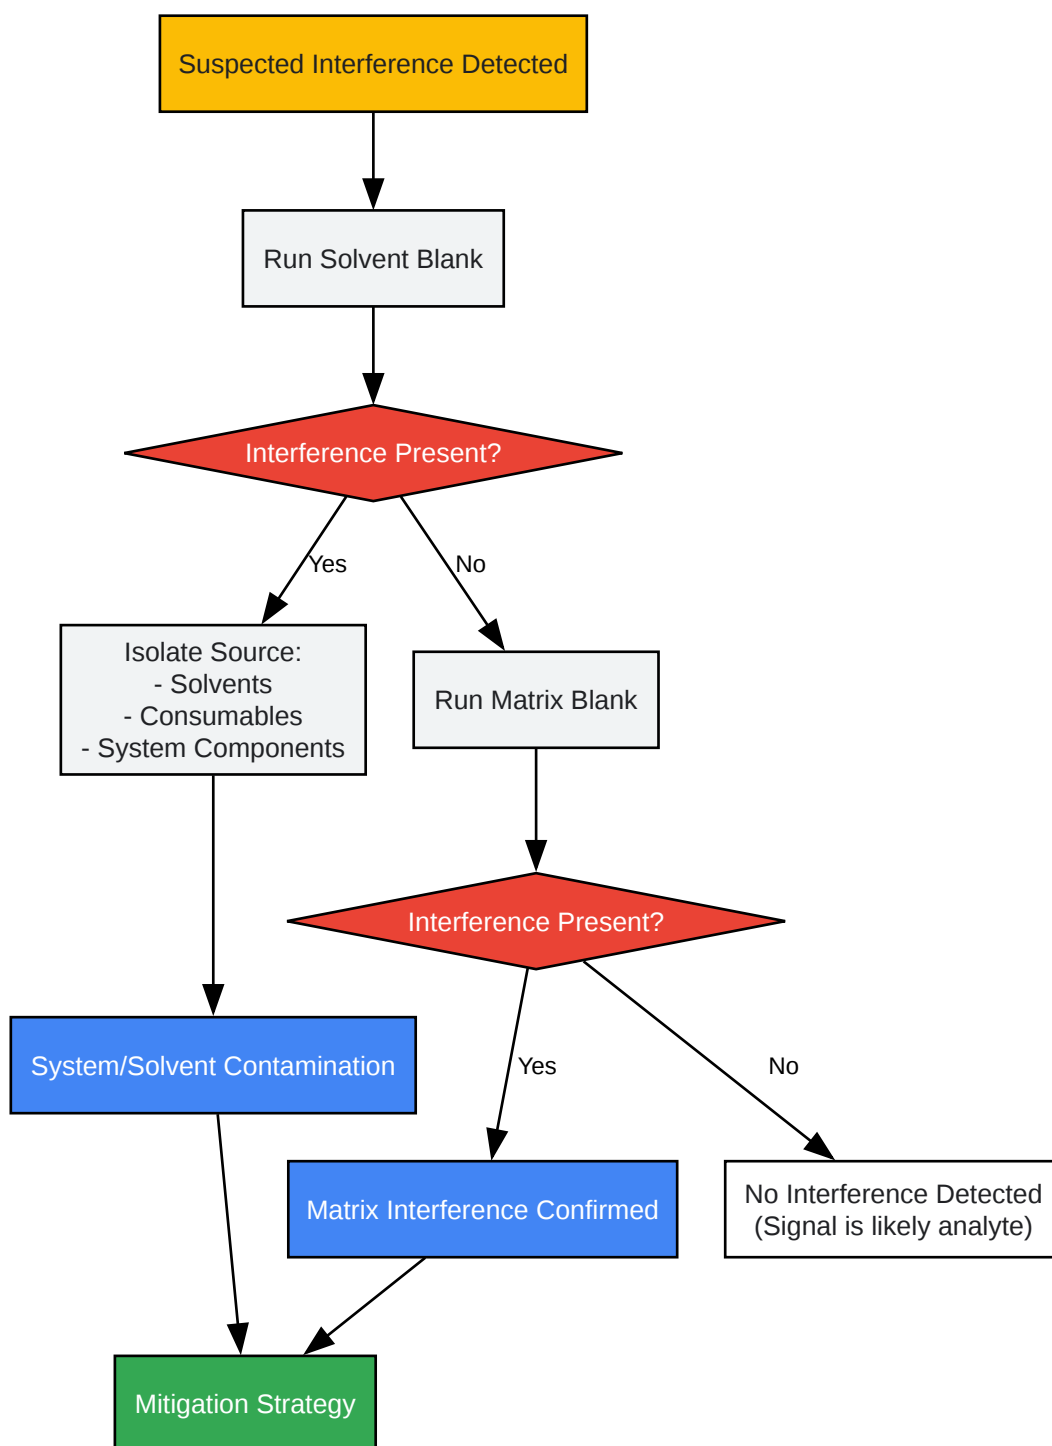 Suspected Interference Detected
Run Solvent Blank
Interference Present?
Yes
No
Isolate Source:
- Solvents
- Consumables
- System Components
Run Matrix Blank
Interference Present?
System/Solvent Contamination
Yes
No
Matrix Interference Confirmed
No Interference Detected
(Signal is likely analyte)
Mitigation Strategy